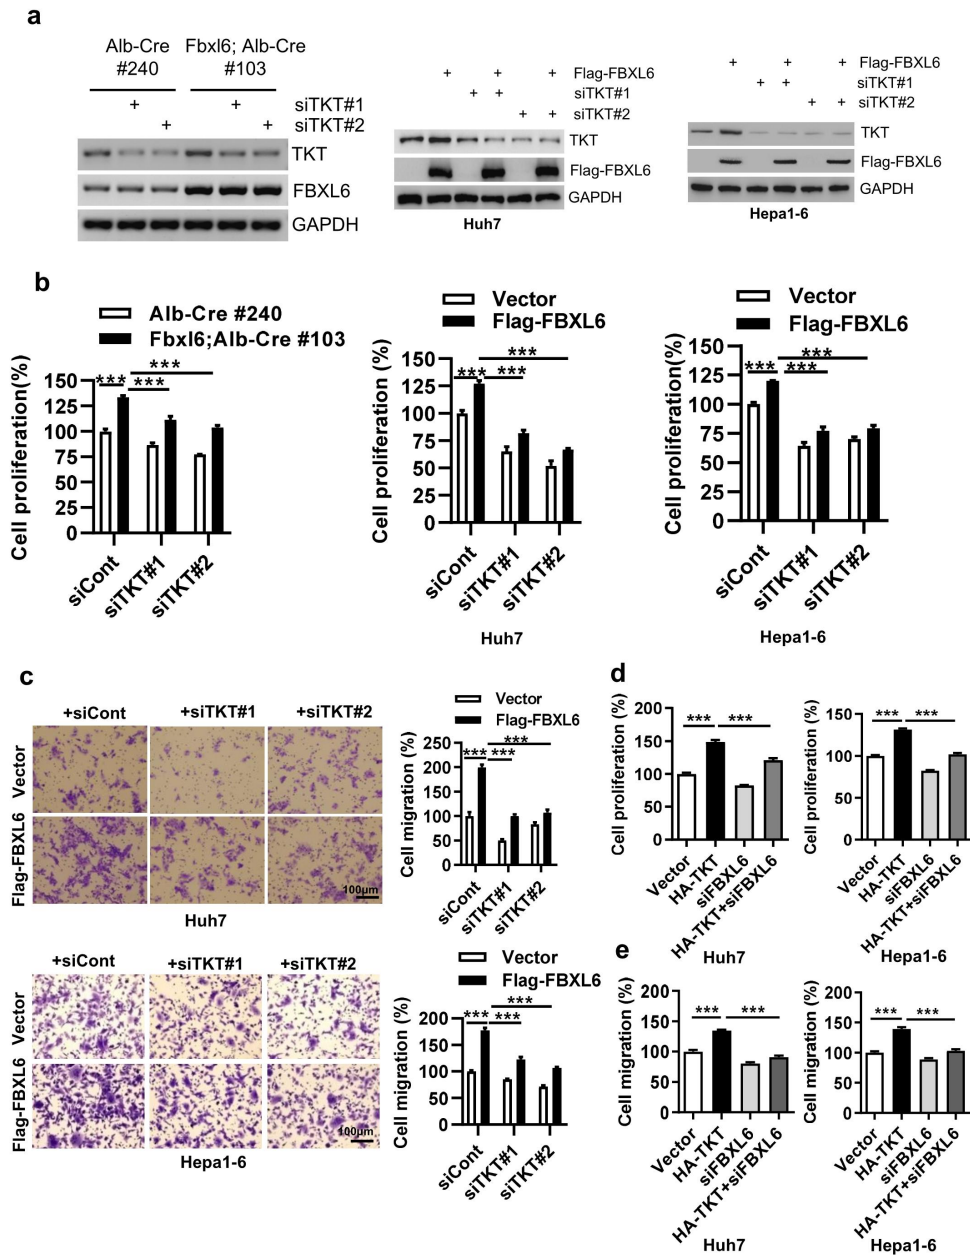 a
Alb-Cre Fbxl6; Alb-Cre
#240 #103
+ + siTKT#1
+ + siTKT#2
TKT
FBXL6
GAPDH
+ + + Flag-FBXL6
+ + siTKT#1
+ + siTKT#2
TKT
Flag-FBXL6
GAPDH
Huh7
+ + + Flag-FBXL6
+ + siTKT#1
+ + siTKT#2
TKT
Flag-FBXL6
GAPDH
Hepa1-6
b
Alb-Cre #240
Fbxl6;Alb-Cre #103
Cell proliferation(%)
150
125
100
75
50
25
0
***
***
***
siCont
siTKT#1
siTKT#2
Vector
Flag-FBXL6
Cell proliferation (%)
150
125
100
75
50
25
0
***
***
***
siCont
siTKT#1
siTKT#2
Huh7
Vector
Flag-FBXL6
Cell proliferation(%)
150
125
100
75
50
25
0
***
***
***
siCont
siTKT#1
siTKT#2
Hepa1-6
c
+siCont +siTKT#1 +siTKT#2
Vector
Flag-FBXL6
100μm
Huh7
Vector
Flag-FBXL6
Cell migration (%)
250
200
150
100
50
0
***
***
***
siCont
siTKT#1
siTKT#2
+siCont +siTKT#1 +siTKT#2
Vector
Flag-FBXL6
100μm
Hepa1-6
Vector
Flag-FBXL6
Cell migration (%)
200
150
100
50
0
***
***
***
siCont
siTKT#1
siTKT#2
d
Cell proliferation (%)
200
150
100
50
0
*** ***
Vector
HA-TKT
siFBXL6
HA-TKT+siFBXL6
Huh7
Cell proliferation (%)
150
100
50
0
*** ***
Vector
HA-TKT
siFBXL6
HA-TKT+siFBXL6
Hepa1-6
e
Cell migration (%)
200
150
100
50
0
*** ***
Vector
HA-TKT
siFBXL6
HA-TKT+siFBXL6
Huh7
Cell migration (%)
200
150
100
50
0
*** ***
Vector
HA-TKT
siFBXL6
HA-TKT+siFBXL6
Hepa1-6